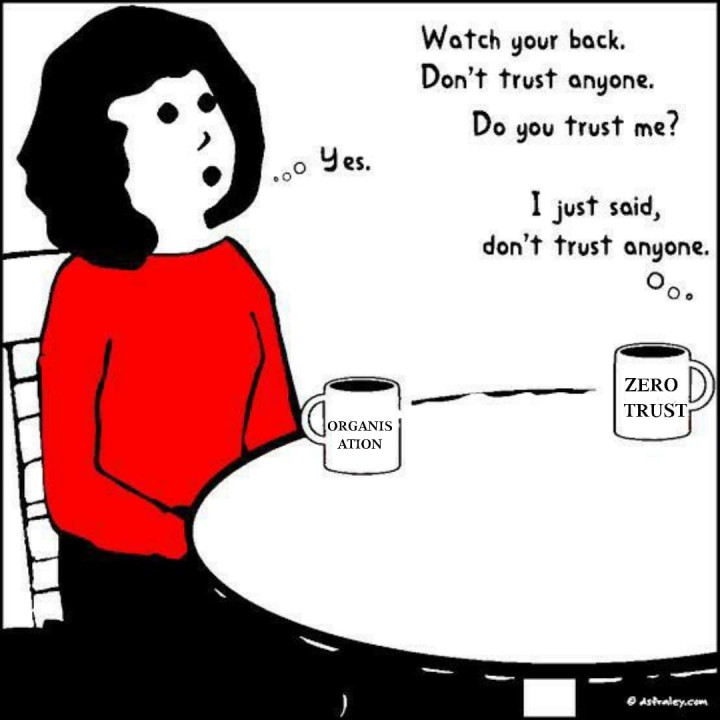 Watch your back.
Don't trust anyone.
Do you trust me?
Yes.
I just said,
don't trust anyone.
ZERO
TRUST
ORGANIS
ATION
© dstraley.com